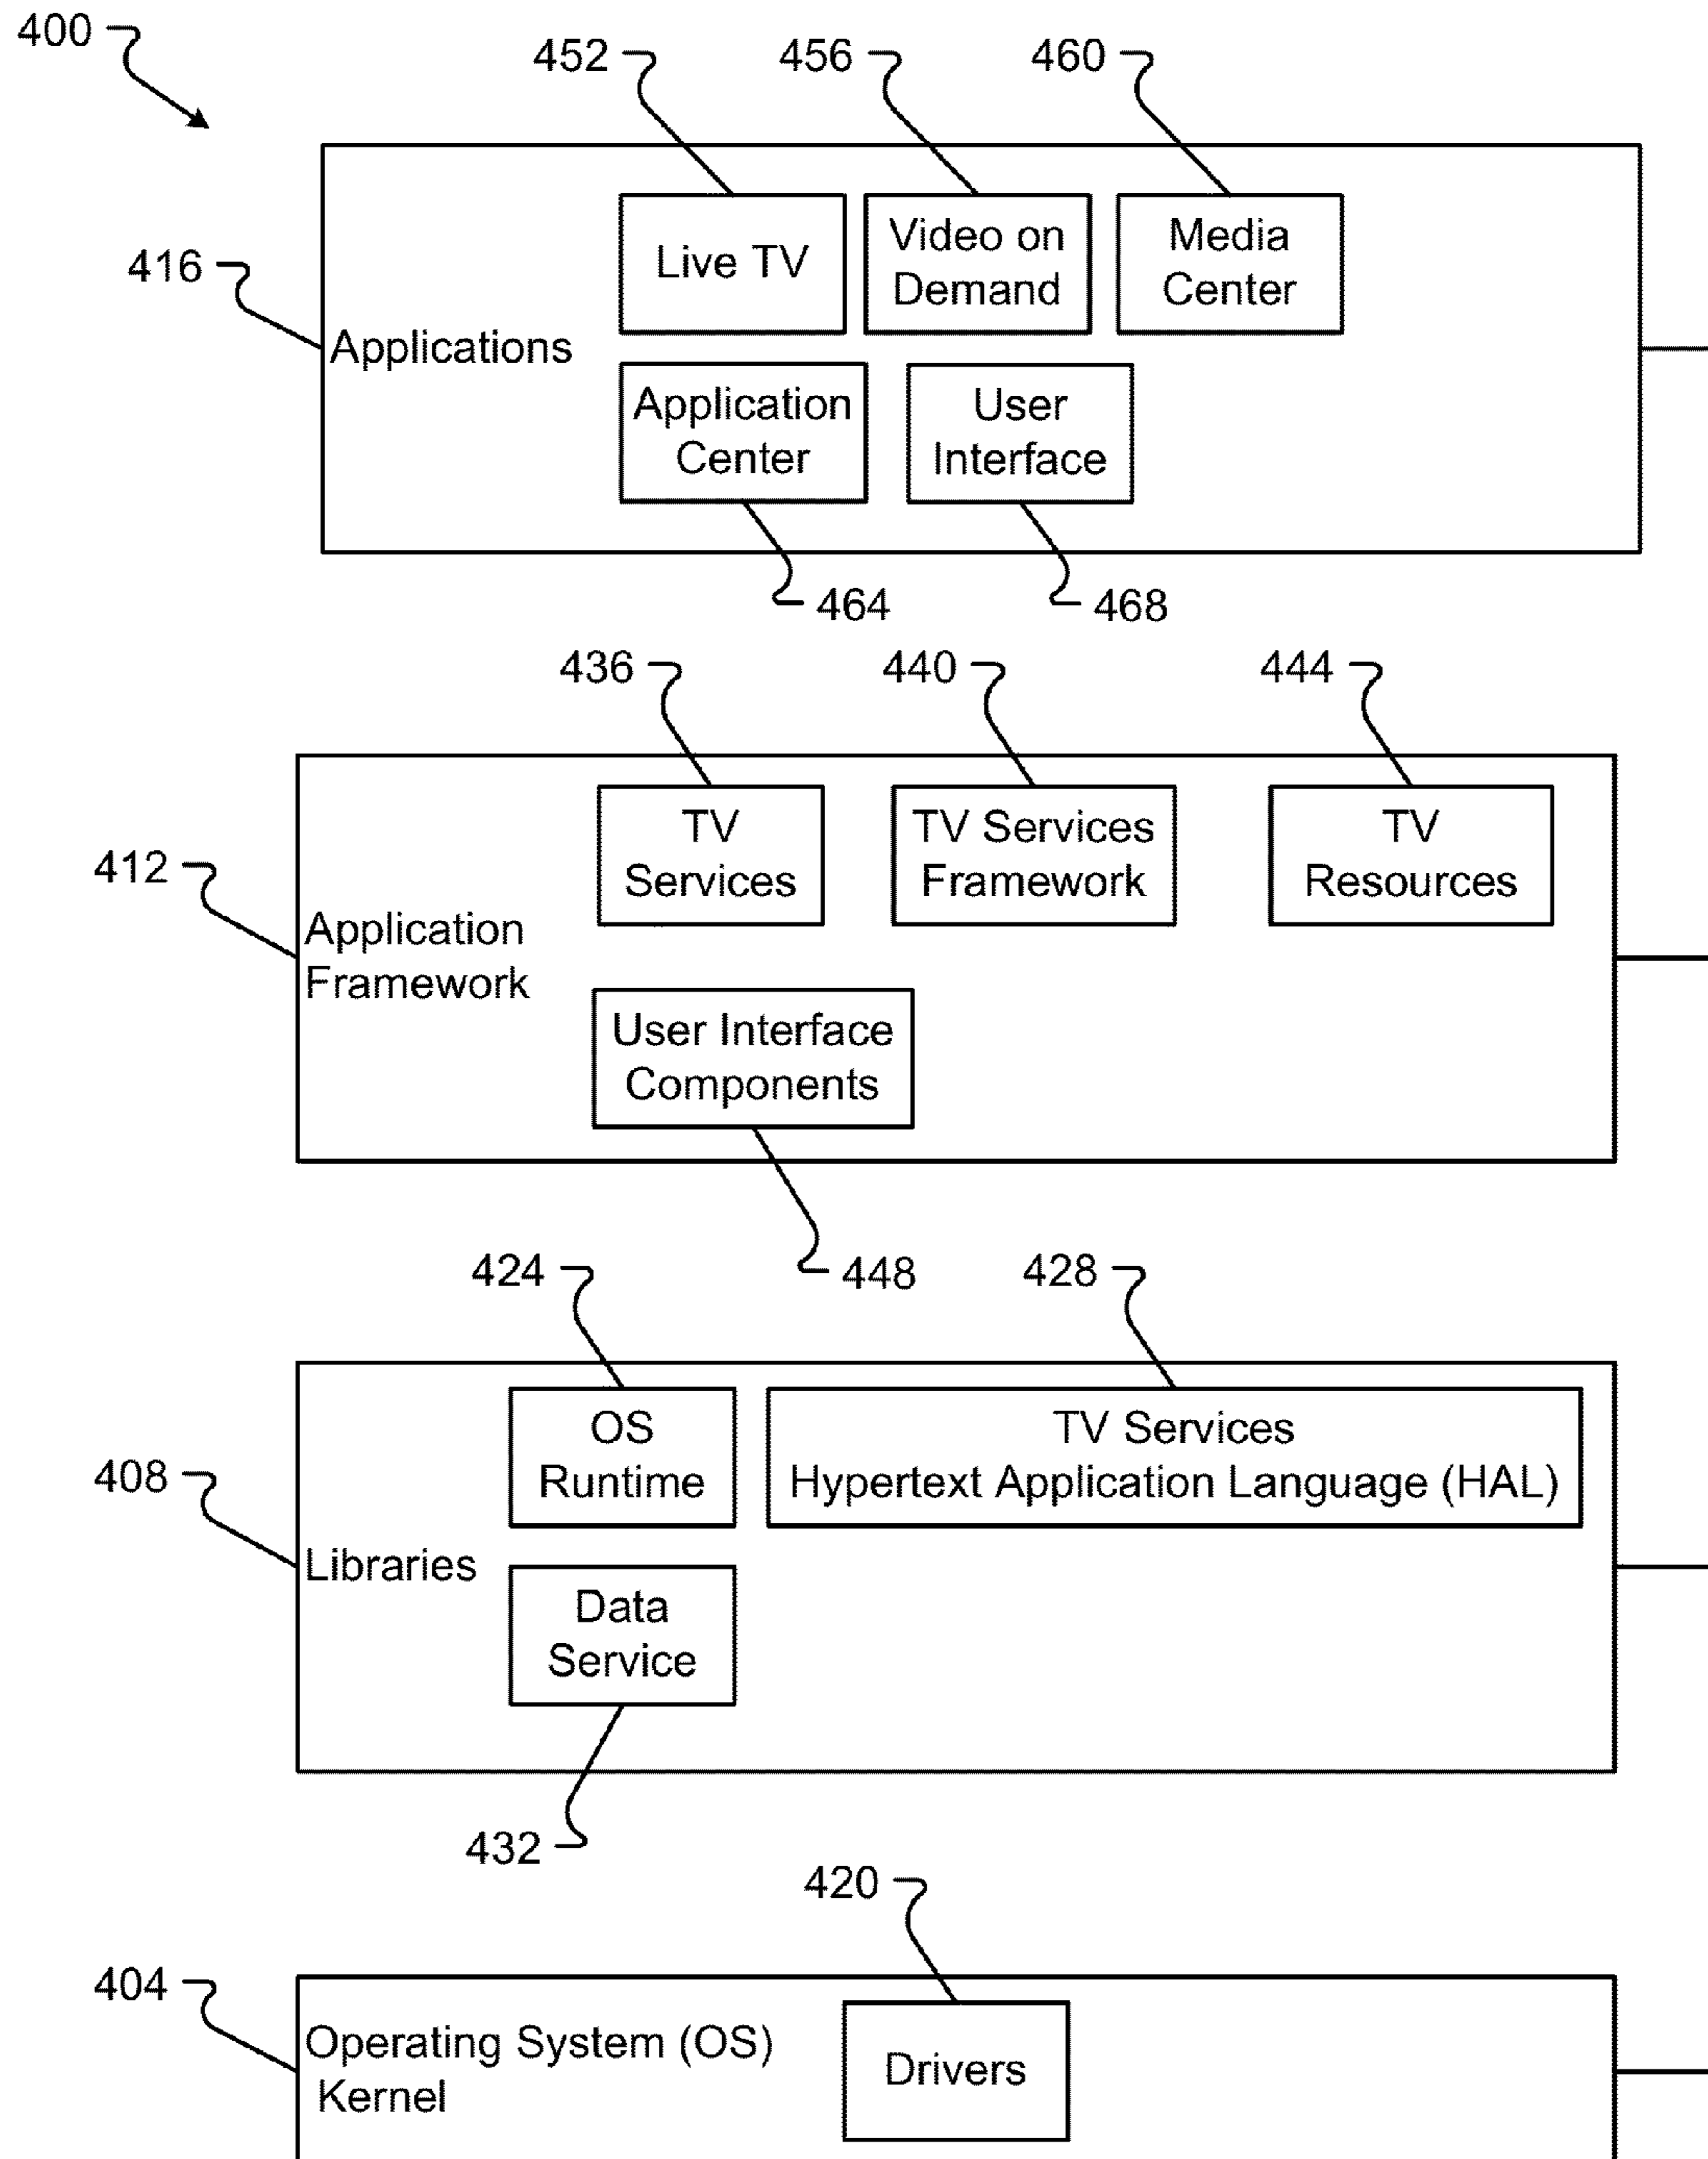 400
452
456
460
416
Applications
Live TV
Video on
Demand
Media
Center
Application
Center
User
Interface
464
468
436
440
444
412
Application
Framework
TV
Services
TV Services
Framework
TV
Resources
User Interface
Components
448
424
428
408
Libraries
OS
Runtime
TV Services
Hypertext Application Language (HAL)
Data
Service
432
420
404
Operating System (OS)
Kernel
Drivers